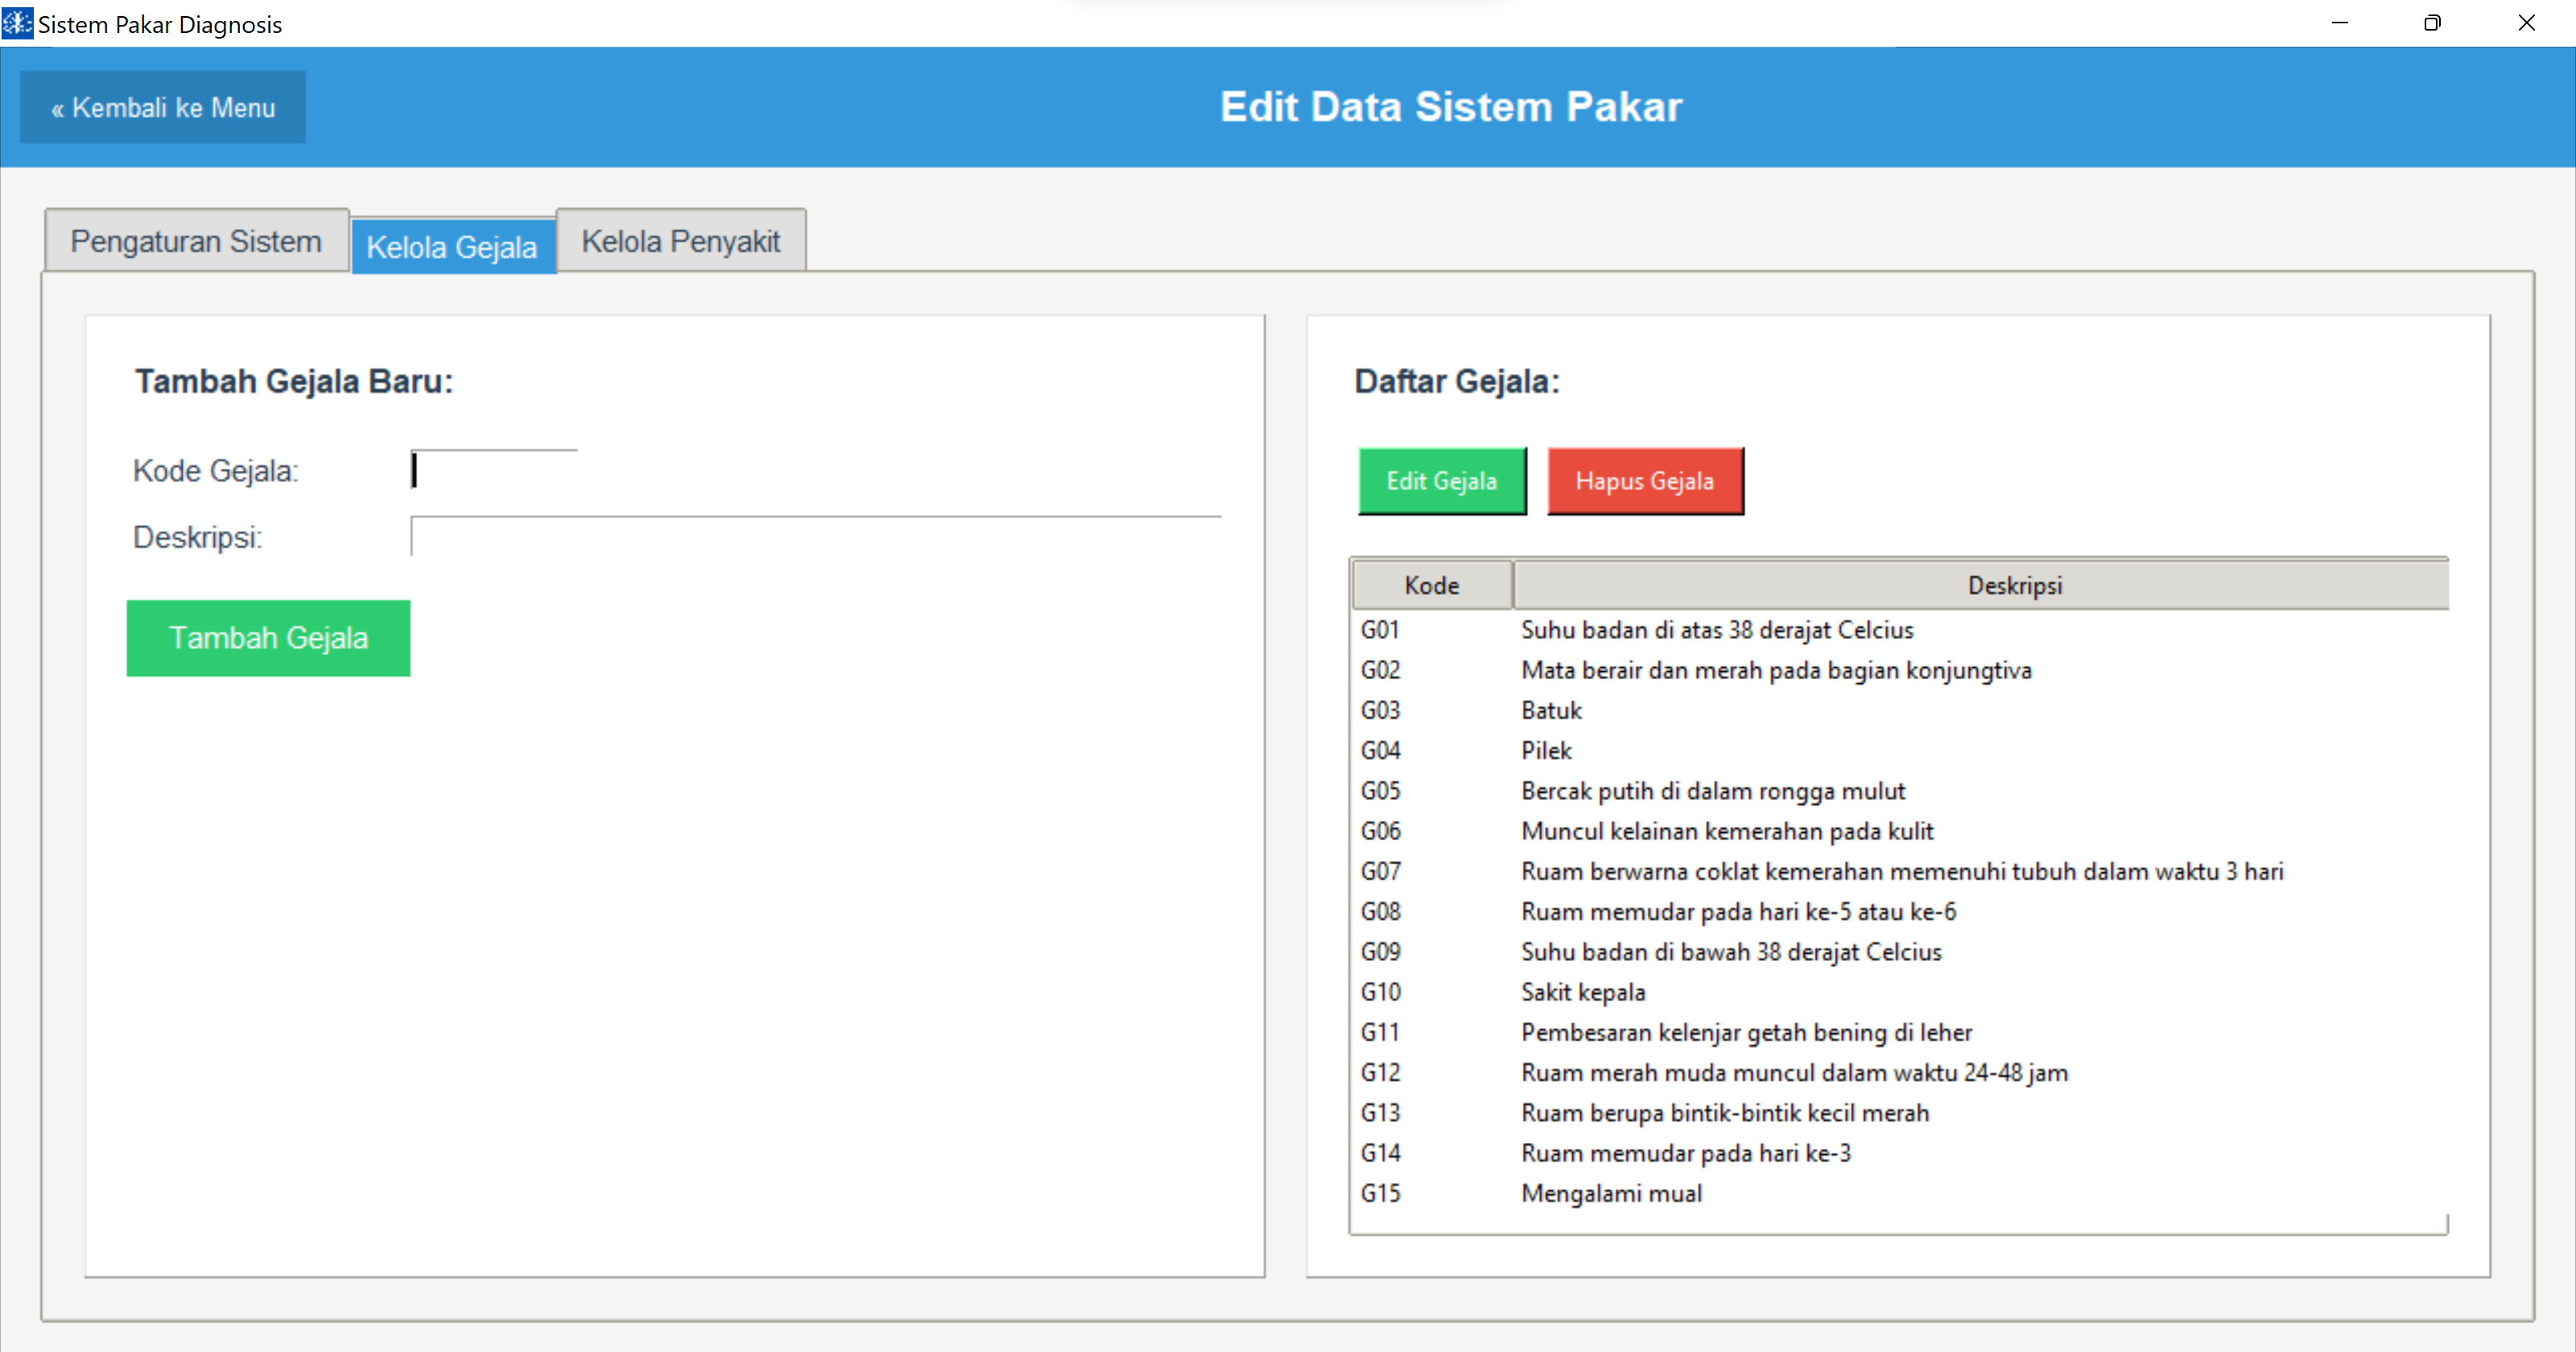 Sistem Pakar Diagnosis
« Kembali ke Menu
Edit Data Sistem Pakar
Pengaturan Sistem
Kelola Gejala
Kelola Penyakit
Tambah Gejala Baru:
Kode Gejala:
Deskripsi:
Tambah Gejala
Daftar Gejala:
Edit Gejala
Hapus Gejala
Kode Deskripsi
G01 Suhu badan di atas 38 derajat Celcius
G02 Mata berair dan merah pada bagian konjungtiva
G03 Batuk
G04 Pilek
G05 Bercak putih di dalam rongga mulut
G06 Muncul kelainan kemerahan pada kulit
G07 Ruam berwarna coklat kemerahan memenuhi tubuh dalam waktu 3 hari
G08 Ruam memudar pada hari ke-5 atau ke-6
G09 Suhu badan di bawah 38 derajat Celcius
G10 Sakit kepala
G11 Pembesaran kelenjar getah bening di leher
G12 Ruam merah muda muncul dalam waktu 24-48 jam
G13 Ruam berupa bintik-bintik kecil merah
G14 Ruam memudar pada hari ke-3
G15 Mengalami mual